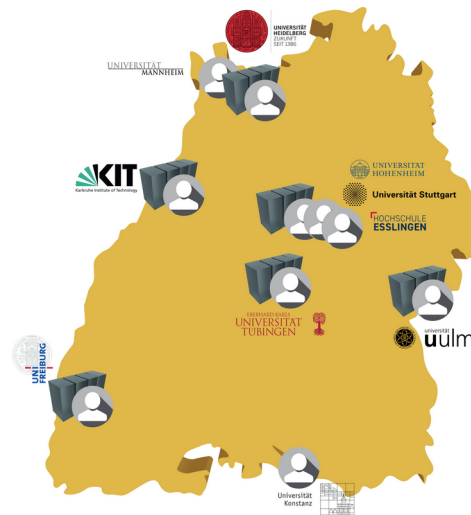 UNIVERSITÄT
HEIDELBERG
ZUKUNFT
SEIT 1386
UNIVERSITÄT
MANNHEIM
KIT
Karlsruhe Institute of Technology
UNIVERSITÄT
HOHENHEIM
Universität Stuttgart
HOCHSCHULE
ESSLINGEN
EBERHARD KARLS
UNIVERSITÄT
TÜBINGEN
universität
uulm
UNI
FREIBURG
Universität
Konstanz